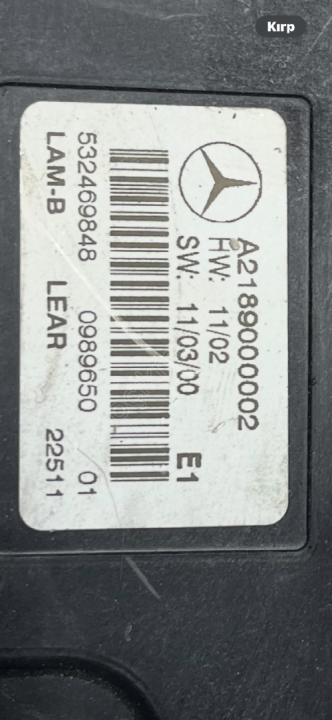 Kırp
A2189000002
HW: 11/02
SW: 11/03/00 E1
532469848 0989650 01
LAM-B LEAR 22511